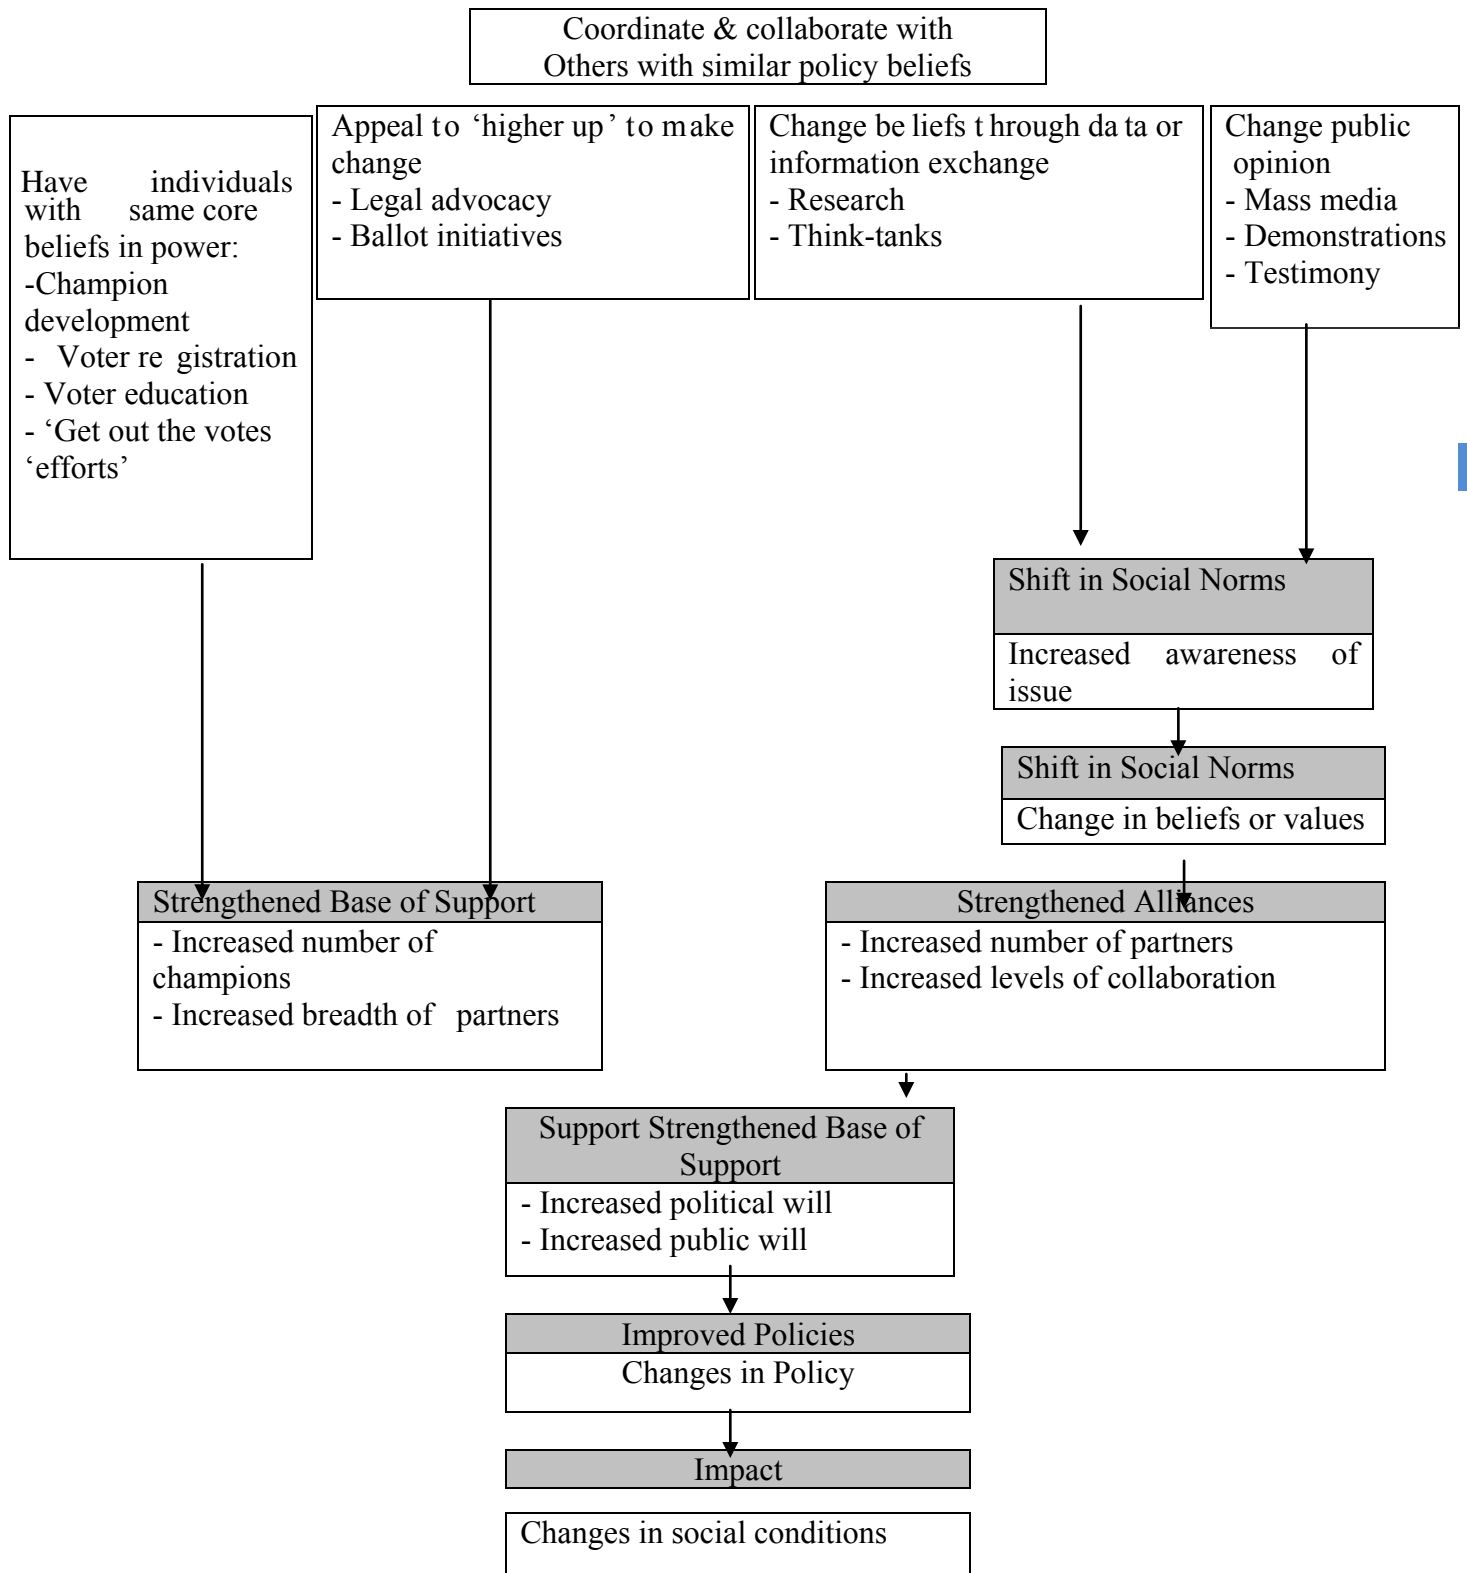 Coordinate & collaborate with
Others with similar policy beliefs
Have individuals
with same core
beliefs in power:
-Champion
development
- Voter re gistration
- Voter education
- ‘Get out the votes
‘efforts’
Appeal to ‘higher up’ to make
change
- Legal advocacy
- Ballot initiatives
Change be liefs t hrough da ta or
information exchange
- Research
- Think-tanks
Change public
opinion
- Mass media
- Demonstrations
- Testimony
Shift in Social Norms
Increased awareness of
issue
Shift in Social Norms
Change in beliefs or values
Strengthened Base of Support
- Increased number of
champions
- Increased breadth of partners
Strengthened Alliances
- Increased number of partners
- Increased levels of collaboration
Support Strengthened Base of
Support
- Increased political will
- Increased public will
Improved Policies
Changes in Policy
Impact
Changes in social conditions